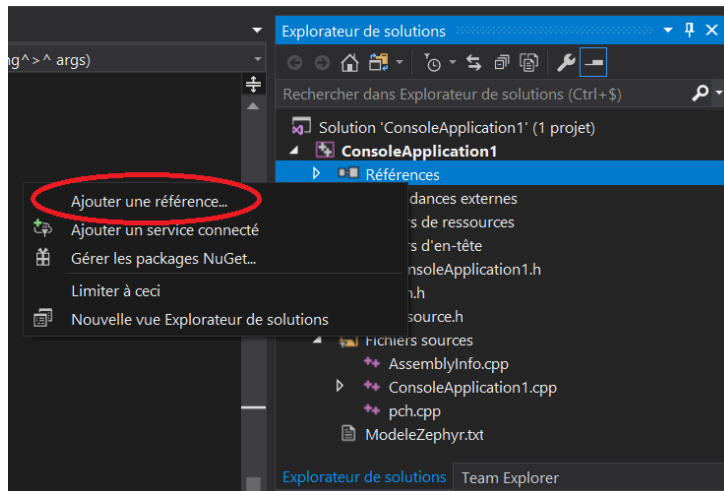 Explorateur de solutions
ng^>^ args)
Rechercher dans Explorateur de solutions (Ctrl+$)
Solution 'ConsoleApplication1' (1 projet)
ConsoleApplication1
Références
Ajouter une référence...
dances externes
Ajouter un service connecté
rs de ressources
rs d'en-tête
Gérer les packages NuGet...
nsoleApplication1.h
Limiter à ceci
h.h
Nouvelle vue Explorateur de solutions
source.h
Fichiers sources
AssemblyInfo.cpp
ConsoleApplication1.cpp
pch.cpp
ModeleZephyr.txt
Explorateur de solutions Team Explorer